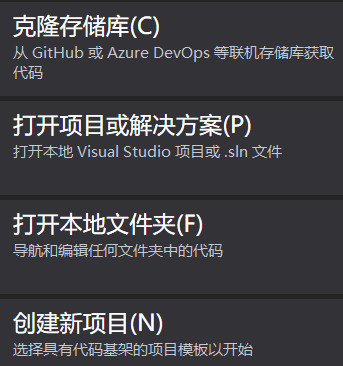 克隆存储库(C)
从 GitHub 或 Azure DevOps 等联机存储库获取
代码
打开项目或解决方案(P)
打开本地 Visual Studio 项目或 .sln 文件
打开本地文件夹(F)
导航和编辑任何文件夹中的代码
创建新项目(N)
选择具有代码基架的项目模板以开始